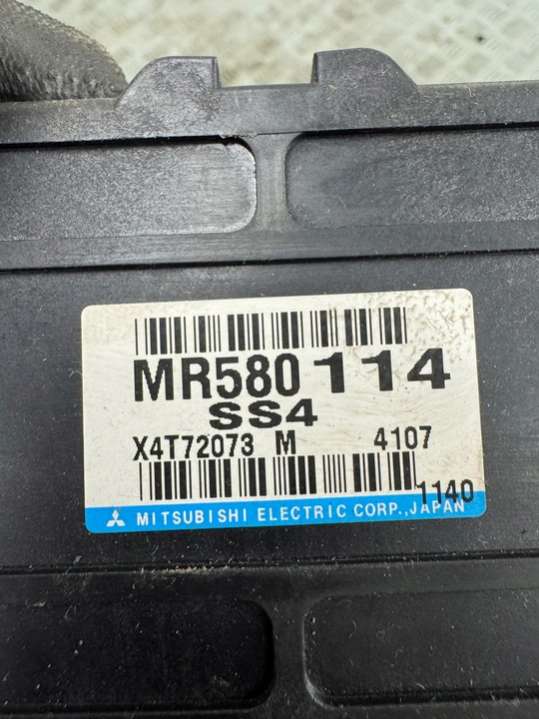 MR580 114
SS4
X4T72073 M 4107
1140
MITSUBISHI ELECTRIC CORP.,JAPAN